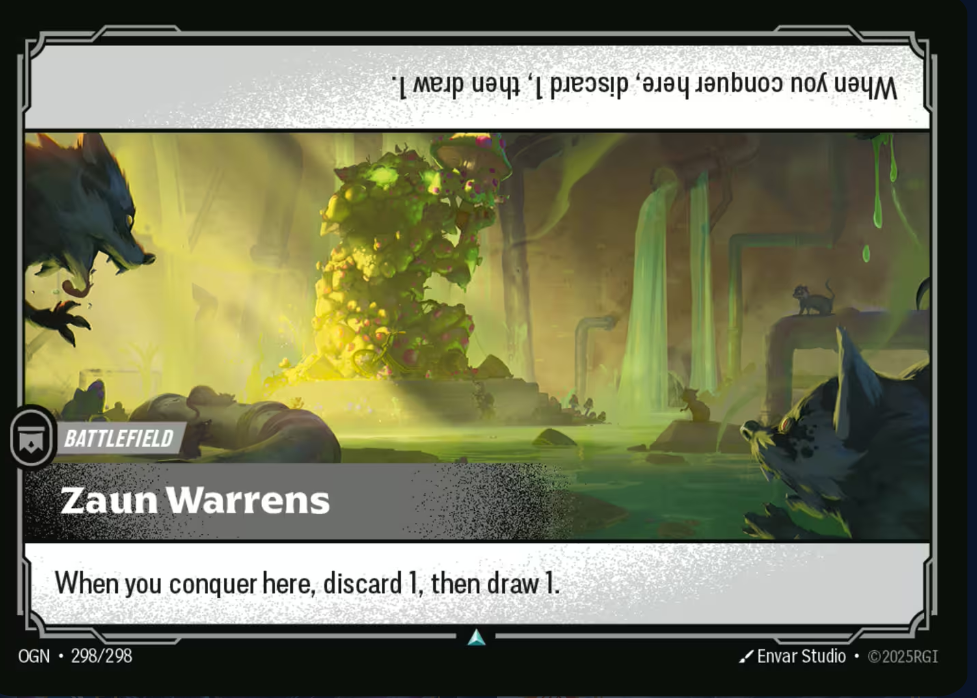 When you conquer here, discard 1, then draw 1.
BATTLEFIELD
Zaun Warrens
When you conquer here, discard 1, then draw 1.
OGN • 298/298
Envar Studio • ©2025RGI